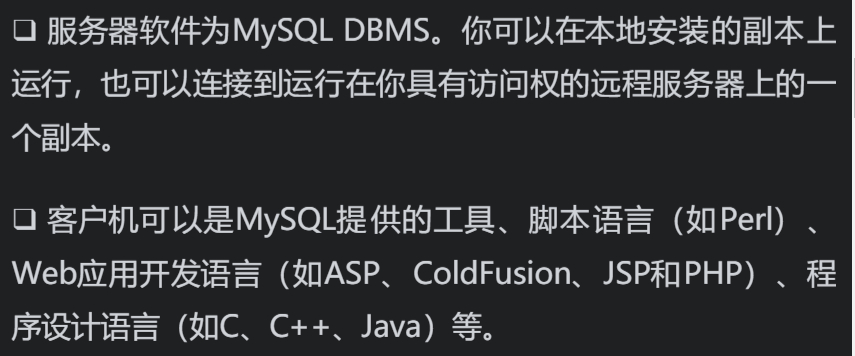 ❏ 服务器软件为MySQL DBMS。你可以在本地安装的副本上
运行，也可以连接到运行在你具有访问权的远程服务器上的一
个副本。
❏ 客户机可以是MySQL提供的工具、脚本语言（如Perl）、
Web应用开发语言（如ASP、ColdFusion、JSP和PHP）、程
序设计语言（如C、C++、Java）等。